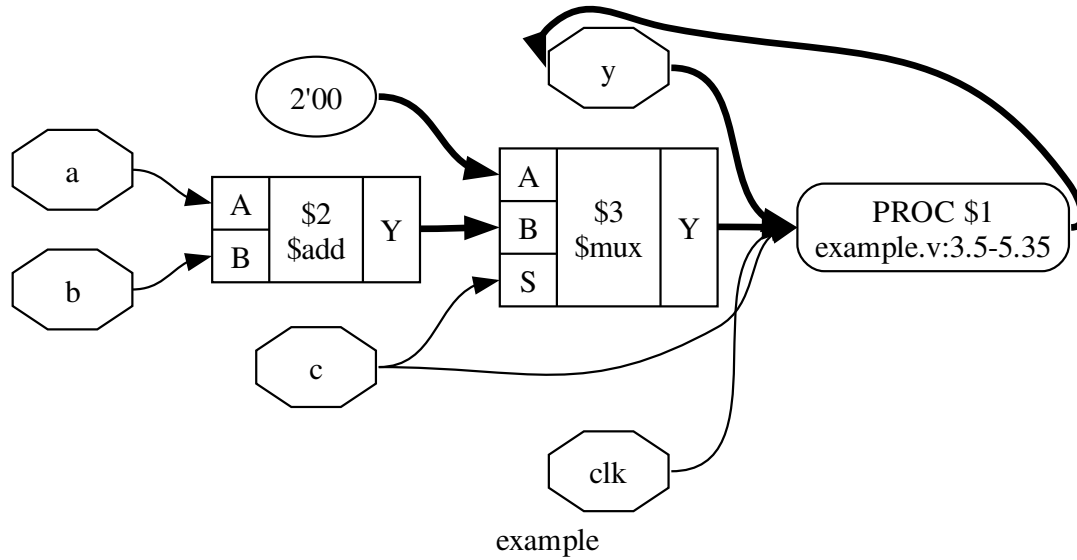 y
2'00
a
A
B
$2
$add
Y
b
A
B
S
$3
$mux
Y
PROC $1
example.v:3.5-5.35
c
clk
example